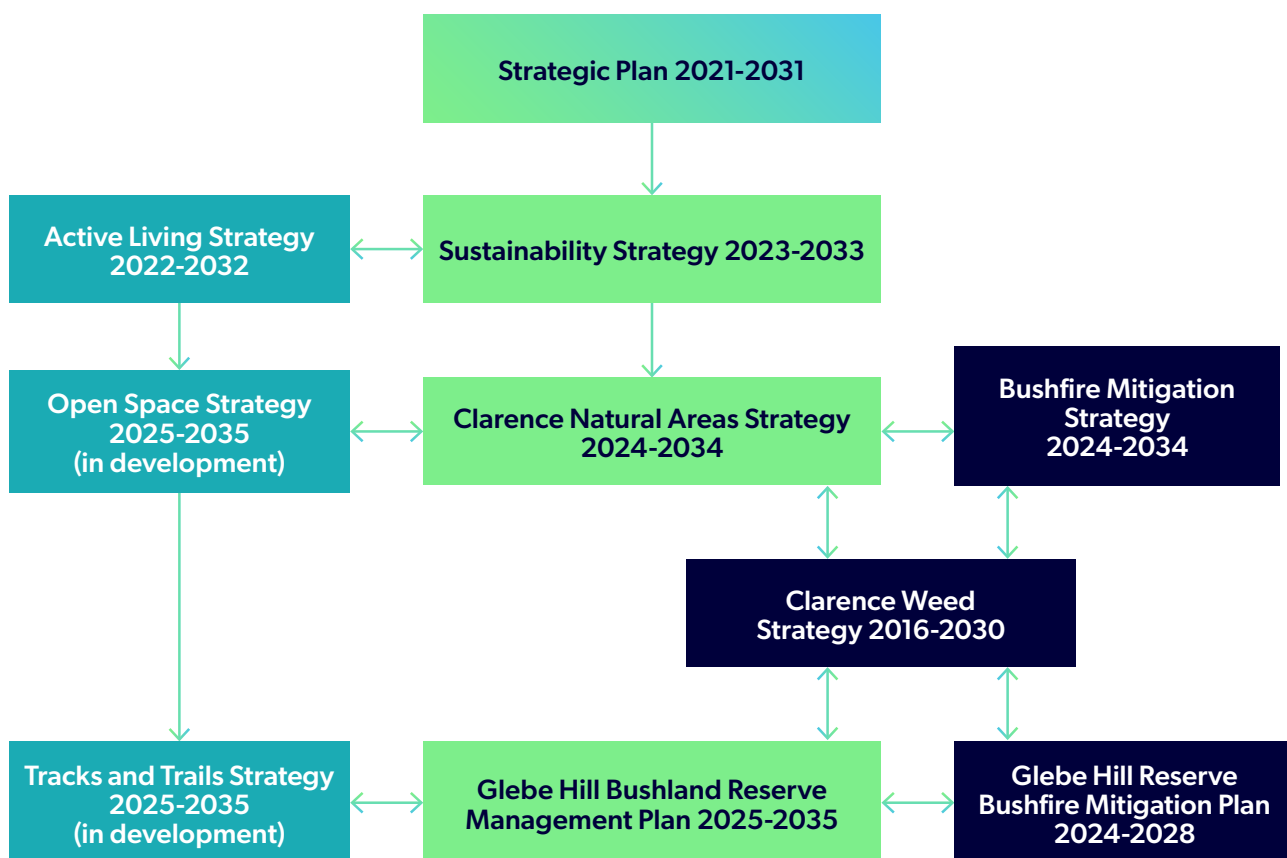 Strategic Plan 2021-2031
Active Living Strategy
2022-2032
Sustainability Strategy 2023-2033
Open Space Strategy
2025-2035
(in development)
Clarence Natural Areas Strategy
2024-2034
Bushfire Mitigation
Strategy
2024-2034
Clarence Weed
Strategy 2016-2030
Tracks and Trails Strategy
2025-2035
(in development)
Glebe Hill Bushland Reserve
Management Plan 2025-2035
Glebe Hill Reserve
Bushfire Mitigation Plan
2024-2028